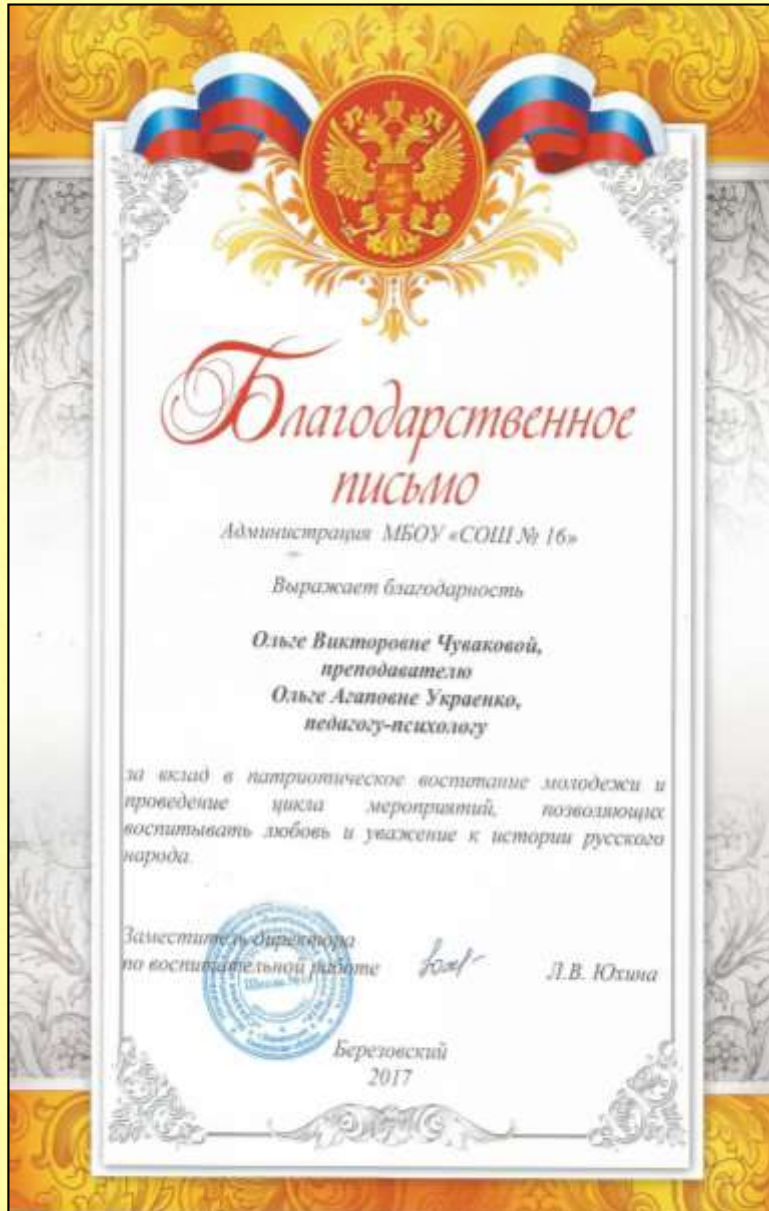 Благодарственное
письмо
Администрация МБОУ «СОШ № 16»
Выражает благодарность
Ольге Викторовне Чуваковой,
преподавателю
Ольге Агаповне Украенко,
педагогу-психологу
за вклад в патриотическое воспитание молодежи и
проведение цикла мероприятий, позволяющих
воспитывать любовь и уважение к истории русского
народа.
Заместитель директора
по воспитательной работе
Л.В. Юхина
Березовский
2017